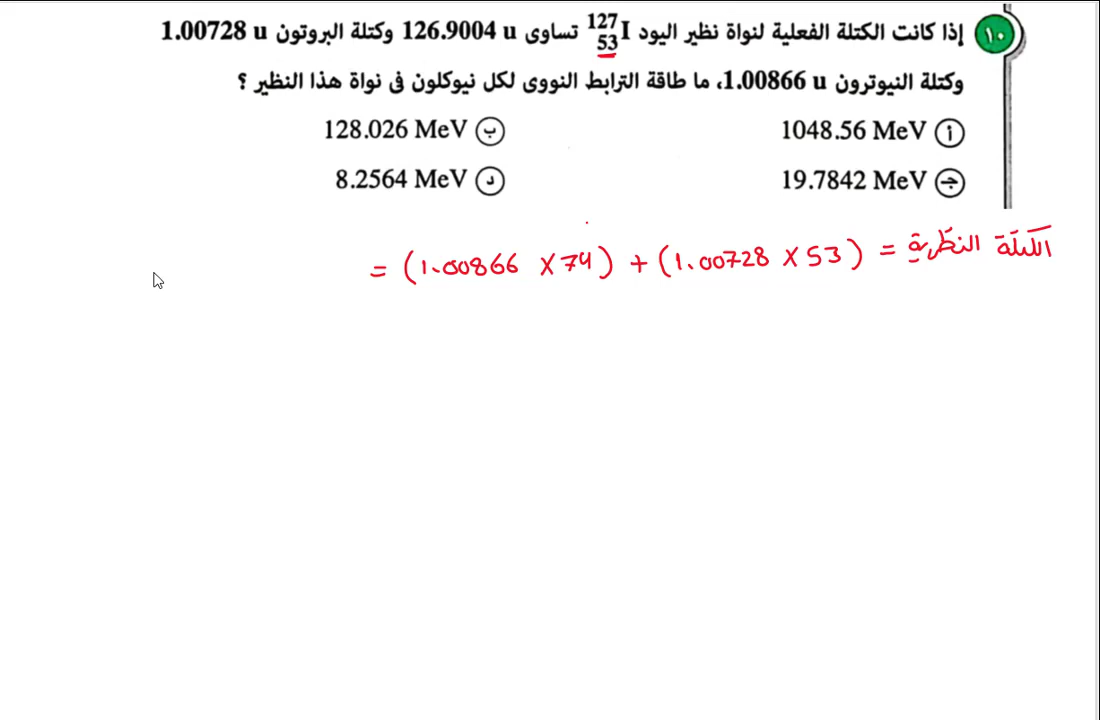 ١٠ إذا كانت الكتلة الفعلية لنواة نظير اليود ¹²⁷₅₃I تساوى 126.9004 u وكتلة البروتون 1.00728 u
وكتلة النيوترون 1.00866 u، ما طاقة الترابط النووى لكل نيوكلون فى نواة هذا النظير ؟
أ 1048.56 MeV ب 128.026 MeV
ج 19.7842 MeV د 8.2564 MeV
الكتلة النظرية = (1.00728 × 53) + (1.00866 × 74) =